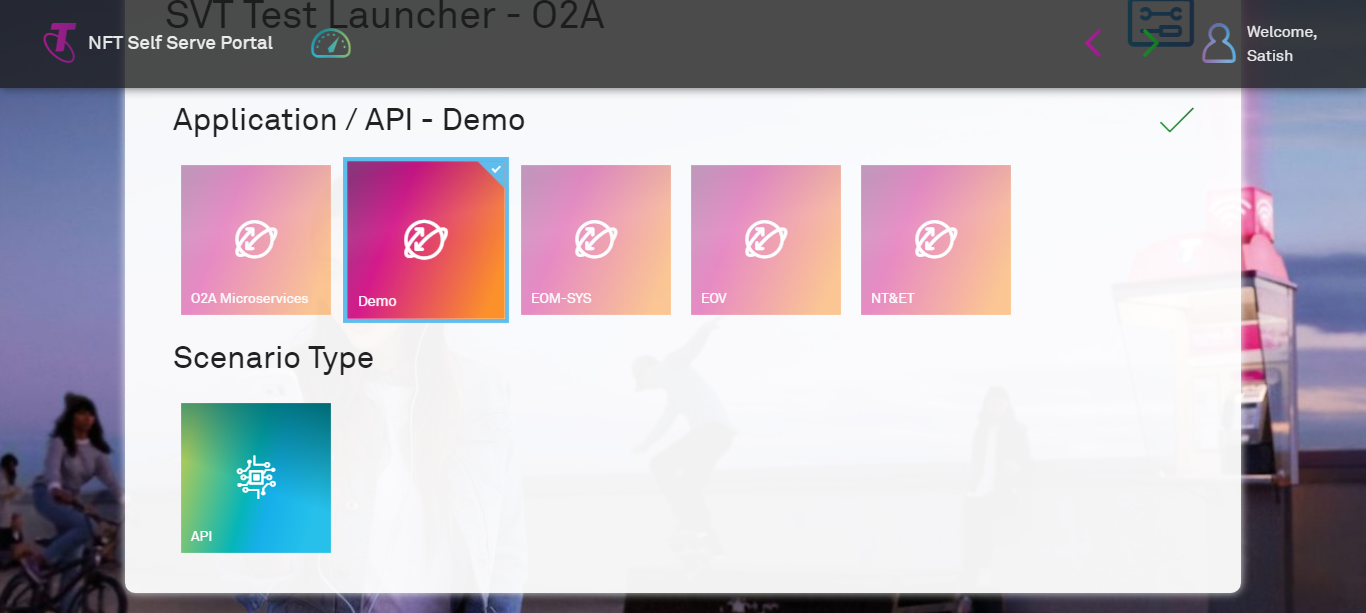 SVT Test Launcher - O2A
NFT Self Serve Portal
Welcome,
Satish
Application / API - Demo
O2A Microservices
Demo
EOM-SYS
EOV
NT&ET
Scenario Type
API